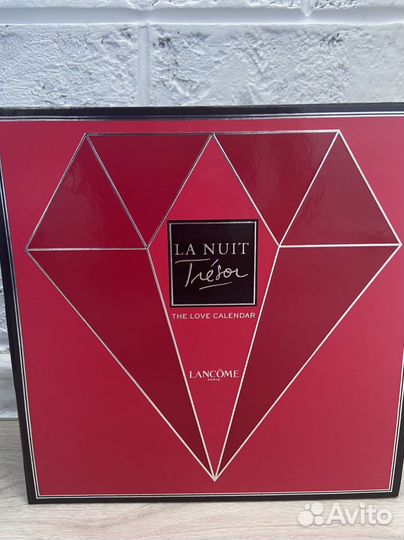 LA NUIT
Trésor
THE LOVE CALENDAR
LANCÔME
PARIS
Avito